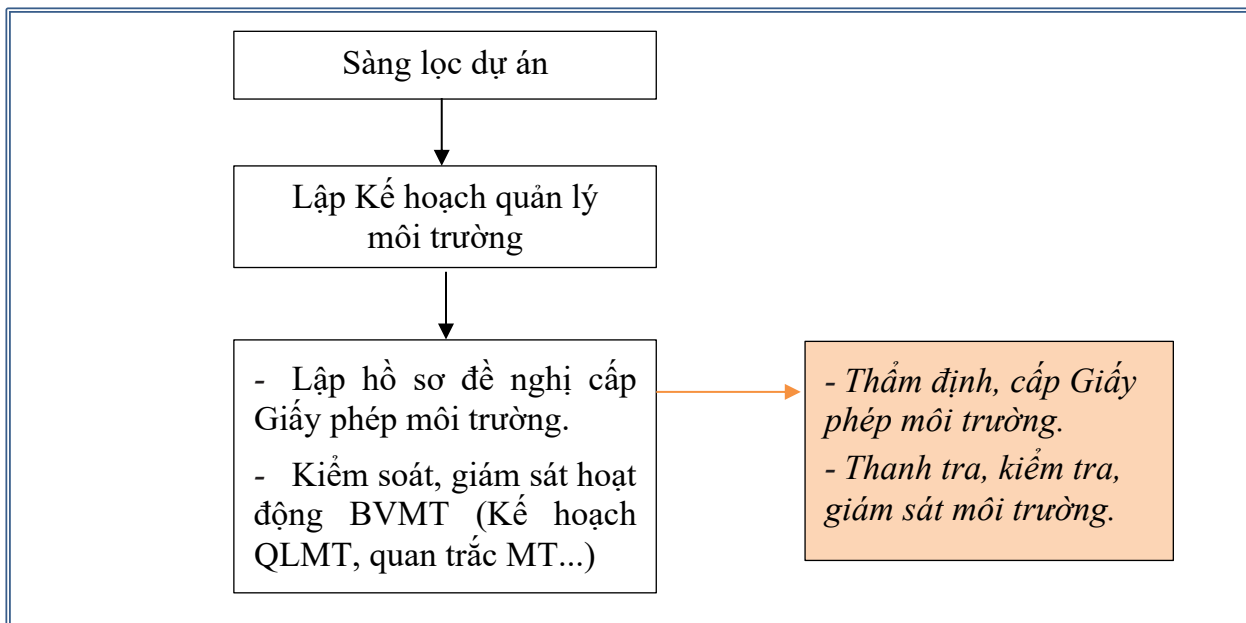 Sàng lọc dự án
Lập Kế hoạch quản lý
môi trường
- Lập hồ sơ đề nghị cấp
Giấy phép môi trường.
- Kiểm soát, giám sát hoạt
động BVMT (Kế hoạch
QLMT, quan trắc MT...)
- Thẩm định, cấp Giấy
phép môi trường.
- Thanh tra, kiểm tra,
giám sát môi trường.